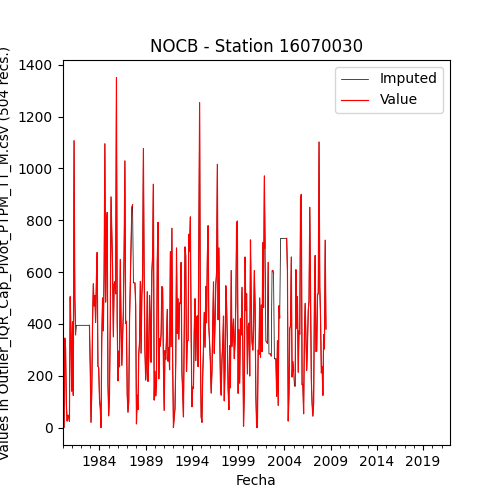 NOCB - Station 16070030
Values in Outlier_IQR_Cap_Pivot_PTPM_TT_M.csv (504 recs.)
1400
1200
1000
800
600
400
200
0
Imputed
Value
1984 1989 1994 1999 2004 2009 2014 2019
Fecha